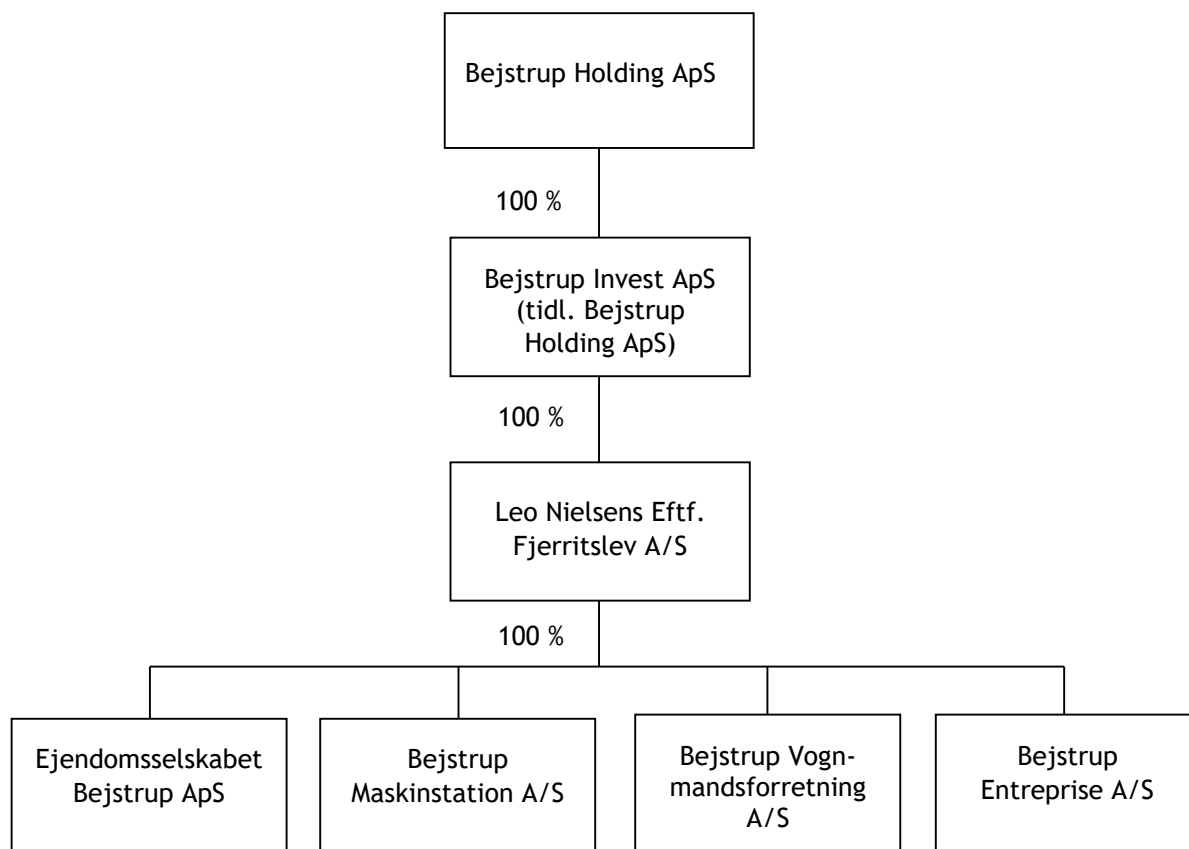 Bejstrup Holding ApS
100 %
Bejstrup Invest ApS
(tidl. Bejstrup
Holding ApS)
100 %
Leo Nielsens Eftf.
Fjerritslev A/S
100 %
Ejendomsselskabet
Bejstrup ApS
Bejstrup
Maskinstation A/S
Bejstrup Vogn-
mandsforretning
A/S
Bejstrup
Entreprise A/S